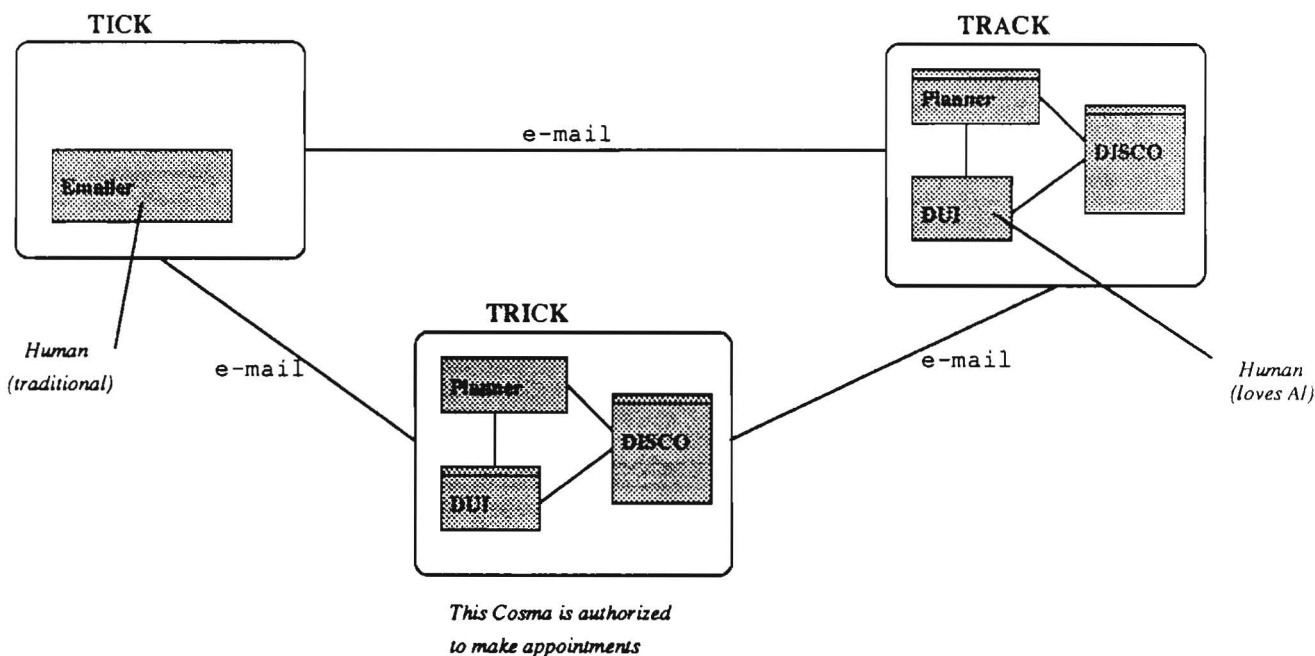 TICK
TRACK
Planner
e-mail
DISCO
Emailer
DUI
TRICK
Human
(traditional)
e-mail
e-mail
Human
(loves AI)
Planner
DISCO
DUI
This Cosma is authorized
to make appointments